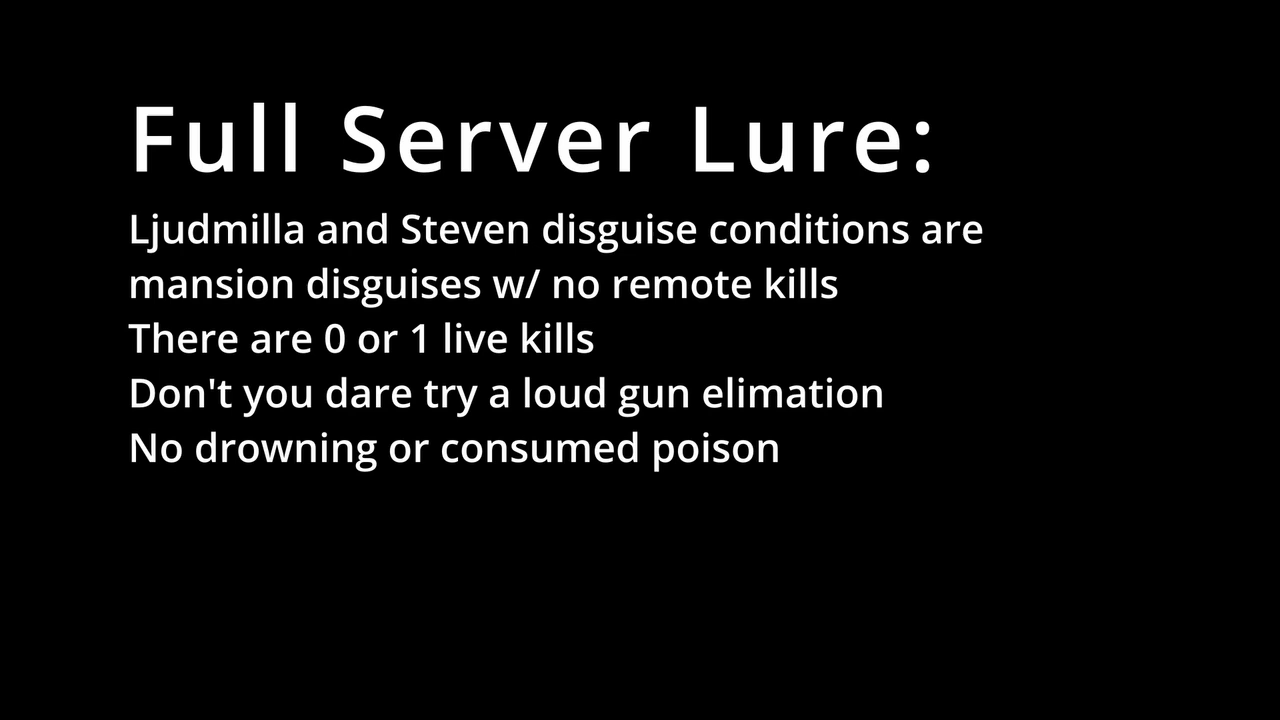 Full Server Lure:
Ljudmilla and Steven disguise conditions are
mansion disguises w/ no remote kills
There are 0 or 1 live kills
Don't you dare try a loud gun elimation
No drowning or consumed poison